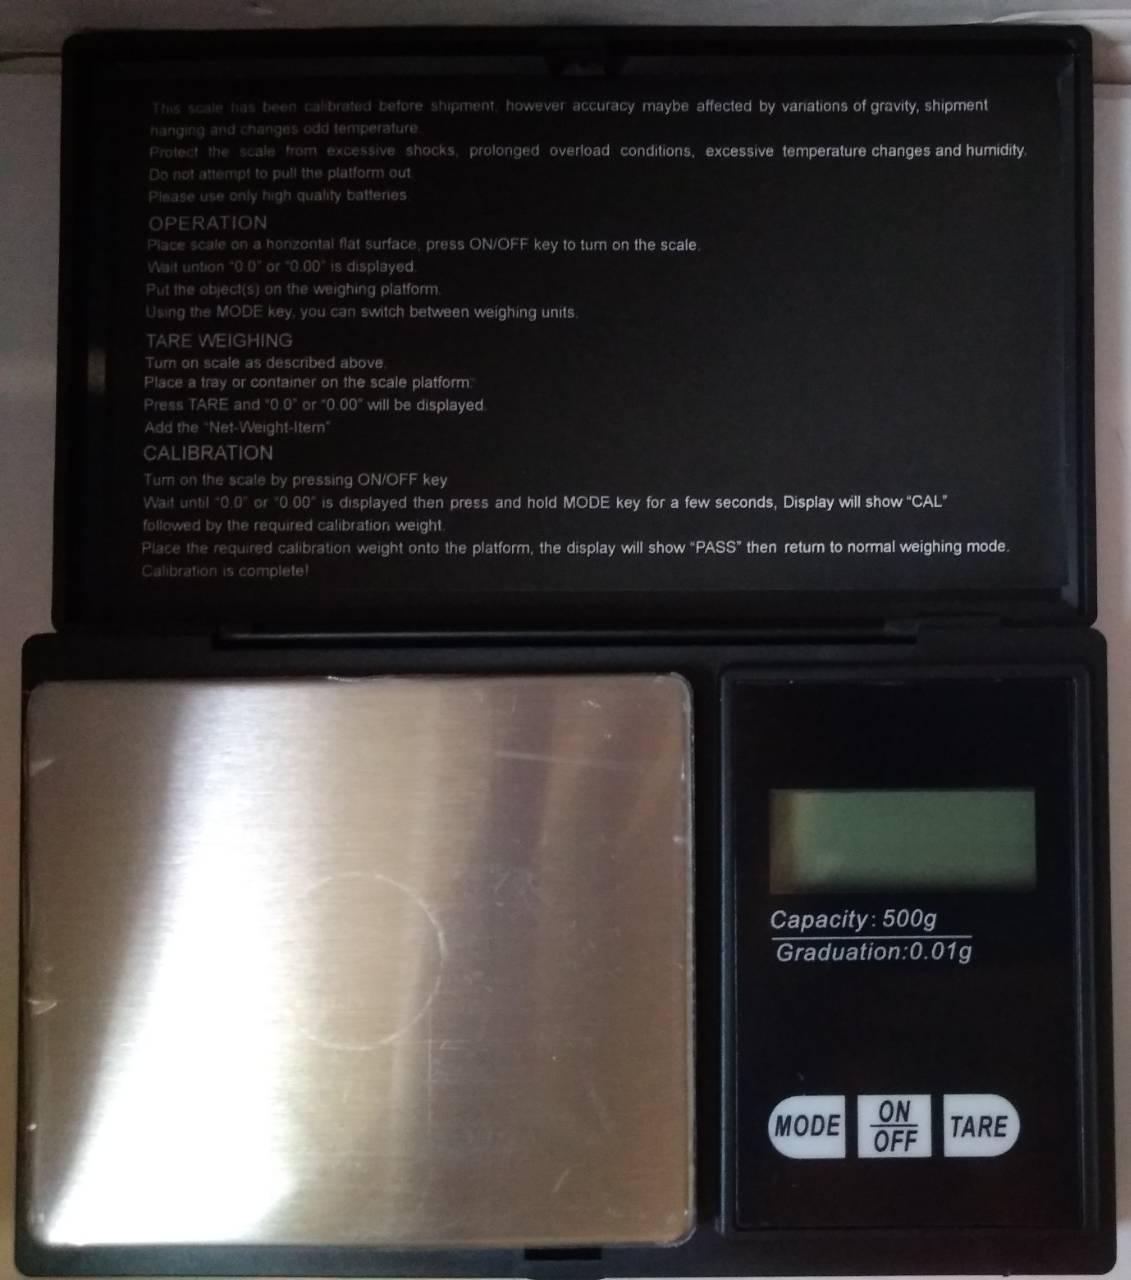 This scale has been calibrated before shipment, however accuracy maybe affected by variations of gravity, shipment
hanging and changes odd temperature.
Protect the scale from excessive shocks, prolonged overload conditions, excessive temperature changes and humidity.
Do not attempt to pull the platform out.
Please use only high quality batteries.
OPERATION
Place scale on a horizontal flat surface, press ON/OFF key to turn on the scale.
Wait untion "0.0" or "0.00" is displayed.
Put the object(s) on the weighing platform.
Using the MODE key, you can switch between weighing units.
TARE WEIGHING
Turn on scale as described above.
Place a tray or container on the scale platform.
Press TARE and "0.0" or "0.00" will be displayed.
Add the "Net-Weight-Item"
CALIBRATION
Turn on the scale by pressing ON/OFF key
Wait until "0.0" or "0.00" is displayed then press and hold MODE key for a few seconds, Display will show "CAL"
followed by the required calibration weight.
Place the required calibration weight onto the platform, the display will show "PASS" then return to normal weighing mode.
Calibration is complete!
Capacity: 500g
Graduation:0.01g
MODE ON/OFF TARE